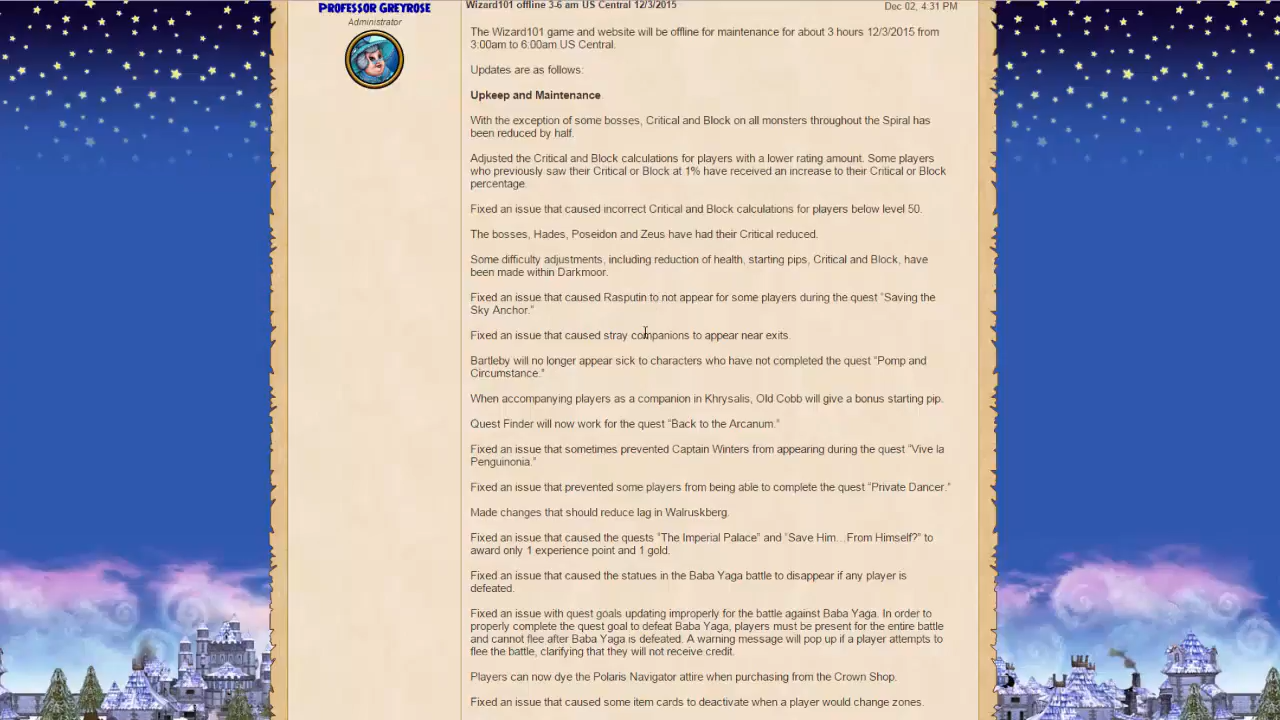 PROFESSOR GREYROSE
Administrator
Wizard101 offline 3-6 am US Central 12/3/2015
Dec 02, 4:31 PM
The Wizard101 game and website will be offline for maintenance for about 3 hours 12/3/2015 from
3:00am to 6:00am US Central.
Updates are as follows:
Upkeep and Maintenance
With the exception of some bosses, Critical and Block on all monsters throughout the Spiral has
been reduced by half.
Adjusted the Critical and Block calculations for players with a lower rating amount. Some players
who previously saw their Critical or Block at 1% have received an increase to their Critical or Block
percentage.
Fixed an issue that caused incorrect Critical and Block calculations for players below level 50.
The bosses, Hades, Poseidon and Zeus have had their Critical reduced.
Some difficulty adjustments, including reduction of health, starting pips, Critical and Block, have
been made within Darkmoor.
Fixed an issue that caused Rasputin to not appear for some players during the quest “Saving the
Sky Anchor.”
Fixed an issue that caused stray companions to appear near exits.
Bartleby will no longer appear sick to characters who have not completed the quest “Pomp and
Circumstance.”
When accompanying players as a companion in Khrysalis, Old Cobb will give a bonus starting pip.
Quest Finder will now work for the quest “Back to the Arcanum.”
Fixed an issue that sometimes prevented Captain Winters from appearing during the quest “Vive la
Penguinonia.”
Fixed an issue that prevented some players from being able to complete the quest “Private Dancer.”
Made changes that should reduce lag in Walruskberg.
Fixed an issue that caused the quests “The Imperial Palace” and “Save Him…From Himself?” to
award only 1 experience point and 1 gold.
Fixed an issue that caused the statues in the Baba Yaga battle to disappear if any player is
defeated.
Fixed an issue with quest goals updating improperly for the battle against Baba Yaga. In order to
properly complete the quest goal to defeat Baba Yaga, players must be present for the entire battle
and cannot flee after Baba Yaga is defeated. A warning message will pop up if a player attempts to
flee the battle, clarifying that they will not receive credit.
Players can now dye the Polaris Navigator attire when purchasing from the Crown Shop.
Fixed an issue that caused some item cards to deactivate when a player would change zones.